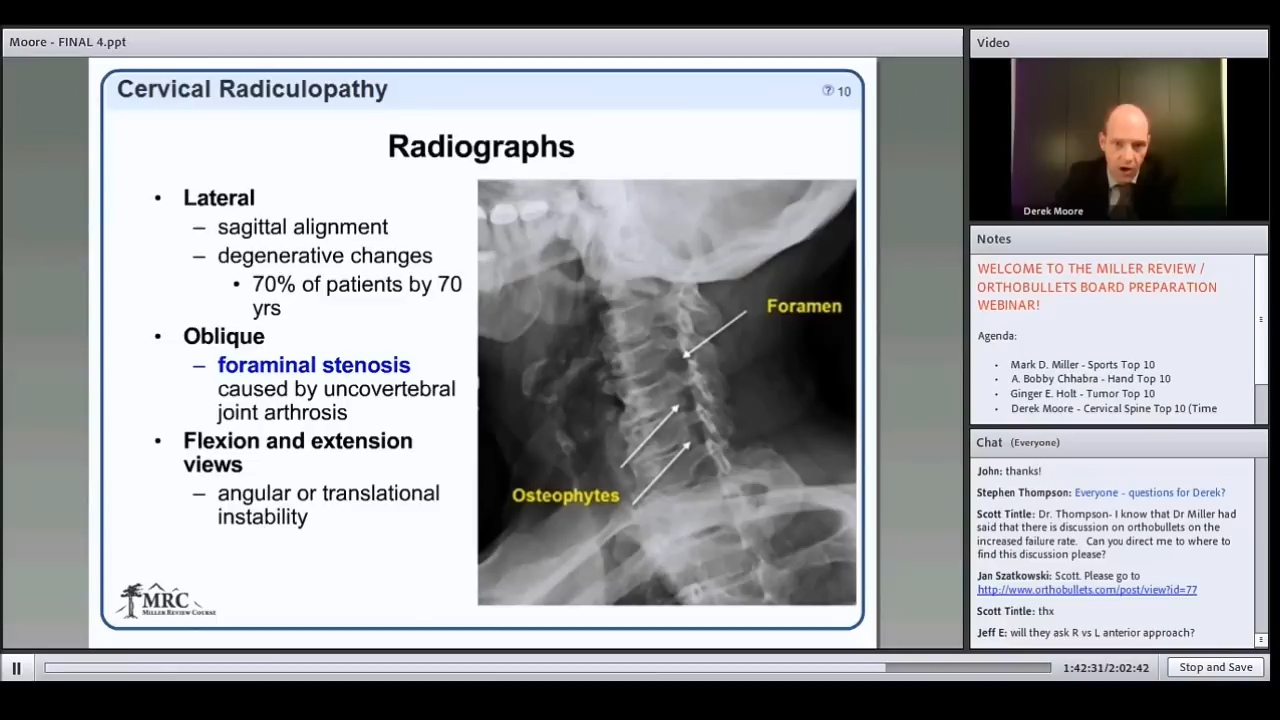 Moore - FINAL 4.ppt
Cervical Radiculopathy
? 10
Radiographs
• Lateral
– sagittal alignment
– degenerative changes
• 70% of patients by 70
yrs
• Oblique
– foraminal stenosis
caused by uncovertebral
joint arthrosis
• Flexion and extension
views
– angular or translational
instability
Foramen
Osteophytes
MRC
MILLER REVIEW COURSE
Video
Derek Moore
Notes
WELCOME TO THE MILLER REVIEW /
ORTHOBULLETS BOARD PREPARATION
WEBINAR!
Agenda:
• Mark D. Miller - Sports Top 10
• A. Bobby Chhabra - Hand Top 10
• Ginger E. Holt - Tumor Top 10
• Derek Moore - Cervical Spine Top 10 (Time
Chat (Everyone)
John: thanks!
Stephen Thompson: Everyone - questions for Derek?
Scott Tintle: Dr. Thompson- I know that Dr Miller had
said that there is discussion on orthobullets on the
increased failure rate. Can you direct me to where to
find this discussion please?
Jan Szatkowski: Scott. Please go to
http://www.orthobullets.com/post/view?id=77
Scott Tintle: thx
Jeff E: will they ask R vs L anterior approach?
1:42:31/2:02:42
Stop and Save